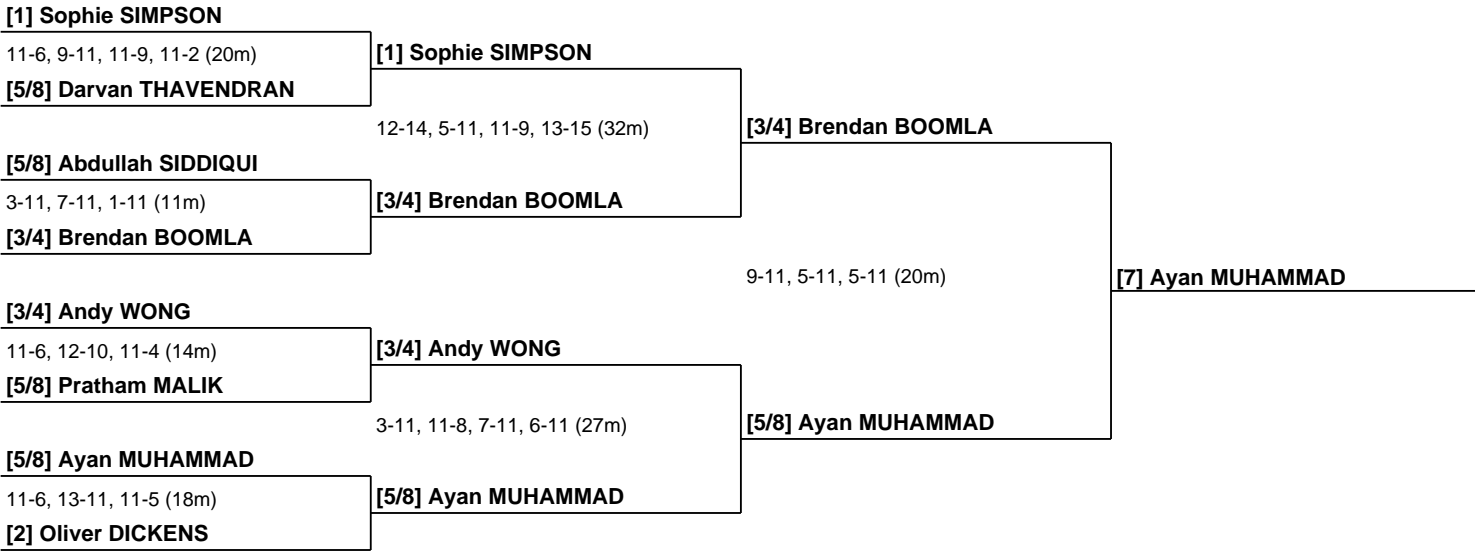 [1] Sophie SIMPSON
11-6, 9-11, 11-9, 11-2 (20m)
[1] Sophie SIMPSON
[5/8] Darvan THAVENDRAN
12-14, 5-11, 11-9, 13-15 (32m)
[3/4] Brendan BOOMLA
[5/8] Abdullah SIDDIQUI
3-11, 7-11, 1-11 (11m)
[3/4] Brendan BOOMLA
[3/4] Brendan BOOMLA
9-11, 5-11, 5-11 (20m)
[7] Ayan MUHAMMAD
[3/4] Andy WONG
11-6, 12-10, 11-4 (14m)
[3/4] Andy WONG
[5/8] Pratham MALIK
3-11, 11-8, 7-11, 6-11 (27m)
[5/8] Ayan MUHAMMAD
[5/8] Ayan MUHAMMAD
11-6, 13-11, 11-5 (18m)
[5/8] Ayan MUHAMMAD
[2] Oliver DICKENS